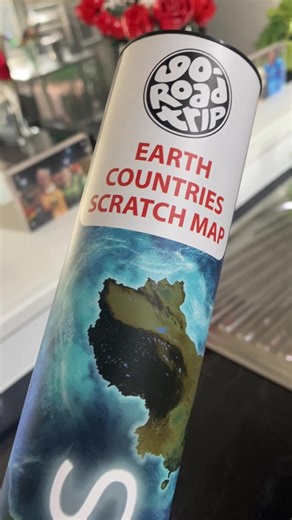 go-
Road
trip
EARTH
COUNTRIES
SCRATCH MAP
S